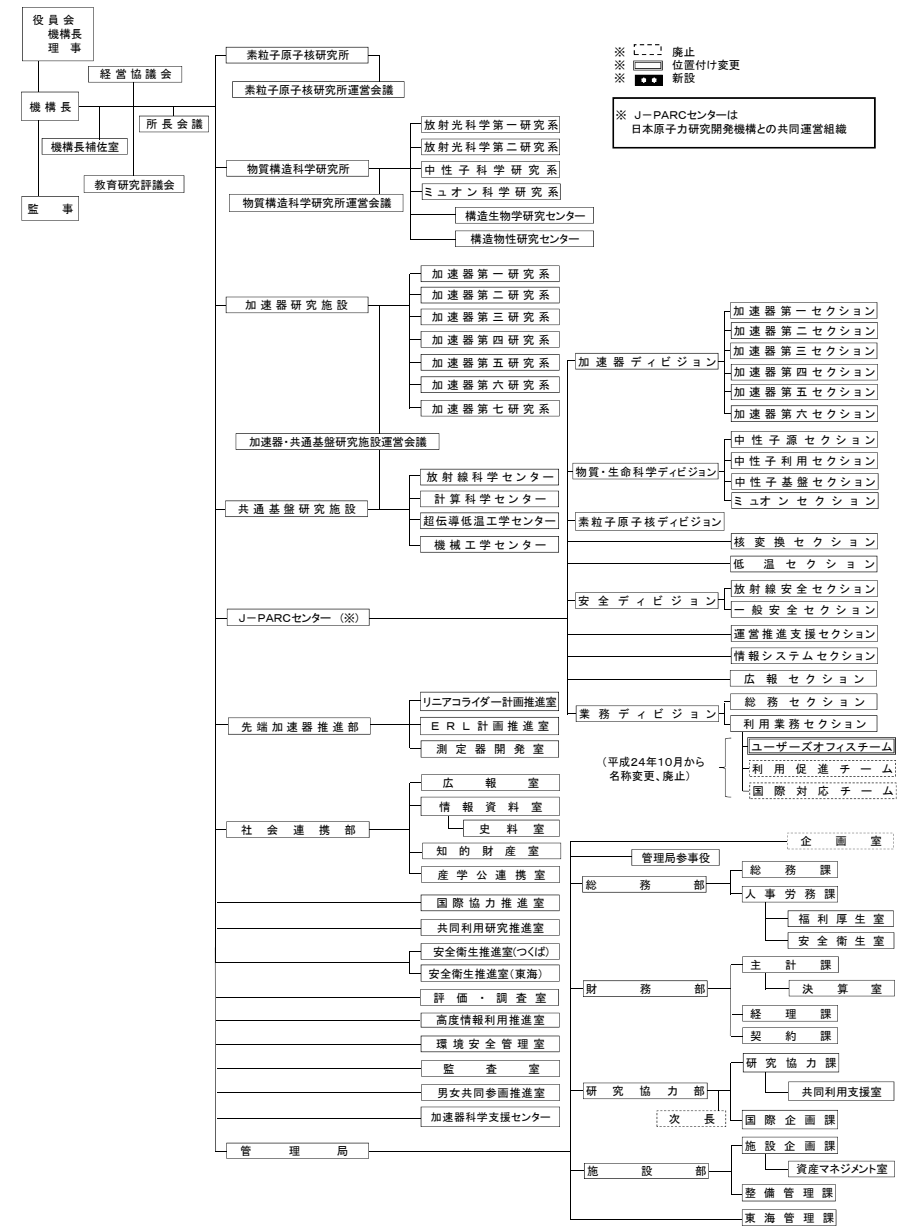 役員会
機構長
理事
経営協議会
機構長
所長会議
機構長補佐室
教育研究評議会
監事
※ 廃止
※ 位置付け変更
※ 新設
※ J－PARCセンターは
日本原子力研究開発機構との共同運営組織
素粒子原子核研究所
素粒子原子核研究所運営会議
物質構造科学研究所
物質構造科学研究所運営会議
放射光科学第一研究系
放射光科学第二研究系
中性子科学研究系
ミュオン科学研究系
構造生物学研究センター
構造物性研究センター
加速器研究施設
加速器第一研究系
加速器第二研究系
加速器第三研究系
加速器第四研究系
加速器第五研究系
加速器第六研究系
加速器第七研究系
加速器・共通基盤研究施設運営会議
共通基盤研究施設
放射線科学センター
計算科学センター
超伝導低温工学センター
機械工学センター
J－PARCセンター （※）
加速器ディビジョン
加速器第一セクション
加速器第二セクション
加速器第三セクション
加速器第四セクション
加速器第五セクション
加速器第六セクション
物質・生命科学ディビジョン
中性子源セクション
中性子利用セクション
中性子基盤セクション
ミュオンセクション
素粒子原子核ディビジョン
核変換セクション
低温セクション
安全ディビジョン
放射線安全セクション
一般安全セクション
運営推進支援セクション
情報システムセクション
広報セクション
業務ディビジョン
総務セクション
利用業務セクション
（平成24年10月から
名称変更、廃止）
ユーザーズオフィスチーム
利用促進チーム
国際対応チーム
先端加速器推進部
リニアコライダー計画推進室
ERL計画推進室
測定器開発室
社会連携部
広報室
情報資料室
史料室
知的財産室
産学公連携室
国際協力推進室
共同利用研究推進室
安全衛生推進室(つくば)
安全衛生推進室(東海)
評価・調査室
高度情報利用推進室
環境安全管理室
監査室
男女共同参画推進室
加速器科学支援センター
管理局
企画室
管理局参事役
総務部
総務課
人事労務課
福利厚生室
安全衛生室
財務部
主計課
決算室
経理課
契約課
研究協力部
次長
研究協力課
共同利用支援室
国際企画課
施設部
施設企画課
資産マネジメント室
整備管理課
東海管理課